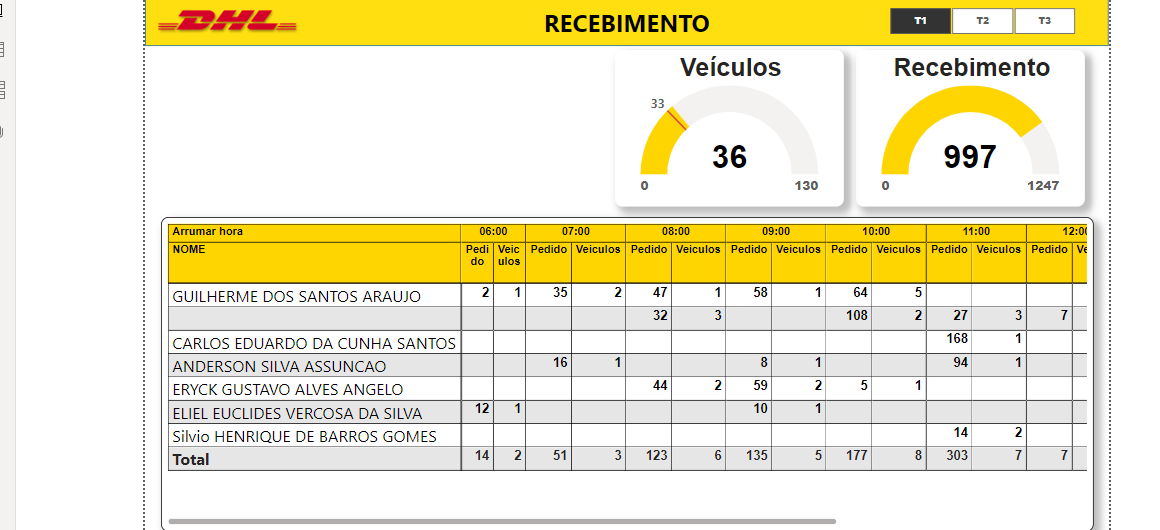 DHL
RECEBIMENTO
T1 T2 T3
Veículos
33
36
0 130
Recebimento
997
0 1247
Arrumar hora 06:00 07:00 08:00 09:00 10:00 11:00 12:00
NOME Pedi do Veic ulos Pedido Veiculos Pedido Veiculos Pedido Veiculos Pedido Veiculos Pedido Veiculos Pedido
GUILHERME DOS SANTOS ARAUJO 2 1 35 2 47 1 58 1 64 5
32 3 108 2 27 3 7
CARLOS EDUARDO DA CUNHA SANTOS 168 1
ANDERSON SILVA ASSUNCAO 16 1 8 1 94 1
ERYCK GUSTAVO ALVES ANGELO 44 2 59 2 5 1
ELIEL EUCLIDES VERCOSA DA SILVA 12 1 10 1
Silvio HENRIQUE DE BARROS GOMES 14 2
Total 14 2 51 3 123 6 135 5 177 8 303 7 7